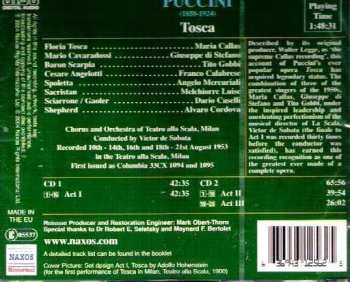 PUCCINI
(1858-1924)
Tosca
Playing
Time
1:48:31
Floria Tosca Maria Callas
Mario Cavaradossi Giuseppe di Stefano
Baron Scarpia Tito Gobbi
Cesare Angelotti Franco Calabrese
Spoletta Angelo Mercuriali
Sacristan Melchiorre Luise
Sciarrone / Gaoler Dario Caselli
Shepherd Alvaro Cordova
Chorus and Orchestra of Teatro alla Scala, Milan
Conducted by Victor de Sabata
Recorded 10th - 14th, 16th and 18th - 21st August 1953
in the Teatro alla Scala, Milan
First issued as Columbia 33CX 1094 and 1095
Described by its original
producer, Walter Legge, as 'the
supreme Callas recording', this
account of Puccini's ever
popular opera Tosca has
acquired legendary status. The
combination of three of the
greatest singers of the 1950s,
Maria Callas, Giuseppe di
Stefano and Tito Gobbi, under
the inspired leadership and
unrelenting perfectionism of the
musical director of La Scala,
Victor de Sabata (the finale to
Act I was recorded thirty times
before the conductor was
satisfied), has earned this
recording recognition as one of
the greatest ever made of a
complete opera.
CD 1 42:35 CD 2 65:56
Act I 42:35 Act II 39:54
Act III 26:02
MADE IN
THE EU
Reissue Producer and Restoration Engineer: Mark Obert-Thorn
Special thanks to Dr Robert E. Seletsky and Maynard F. Bertolet
www.naxos.com
A detailed track list can be found in the booklet
Cover Picture: Set design Act I, Tosca by Adolfo Hohenstein
(for the first performance of Tosca in Milan, Teatro alla Scala, 1900)
NAXOS